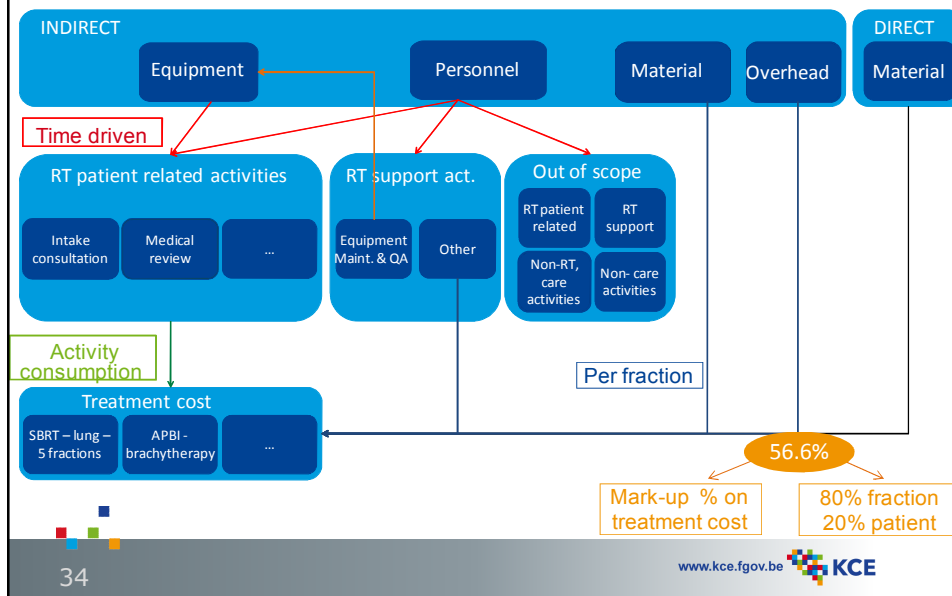 INDIRECT
DIRECT
Equipment
Personnel
Material
Overhead
Material
Time driven
RT patient related activities
Intake
consultation
Medical
review
...
RT support act.
Equipment
Maint. & QA
Other
Out of scope
RT patient
related
RT
support
Non-RT,
care
activities
Non- care
activities
Activity
consumption
Per fraction
Treatment cost
SBRT – lung –
5 fractions
APBI -
brachytherapy
...
56.6%
Mark-up % on
treatment cost
80% fraction
20% patient
34
www.kce.fgov.be
KCE